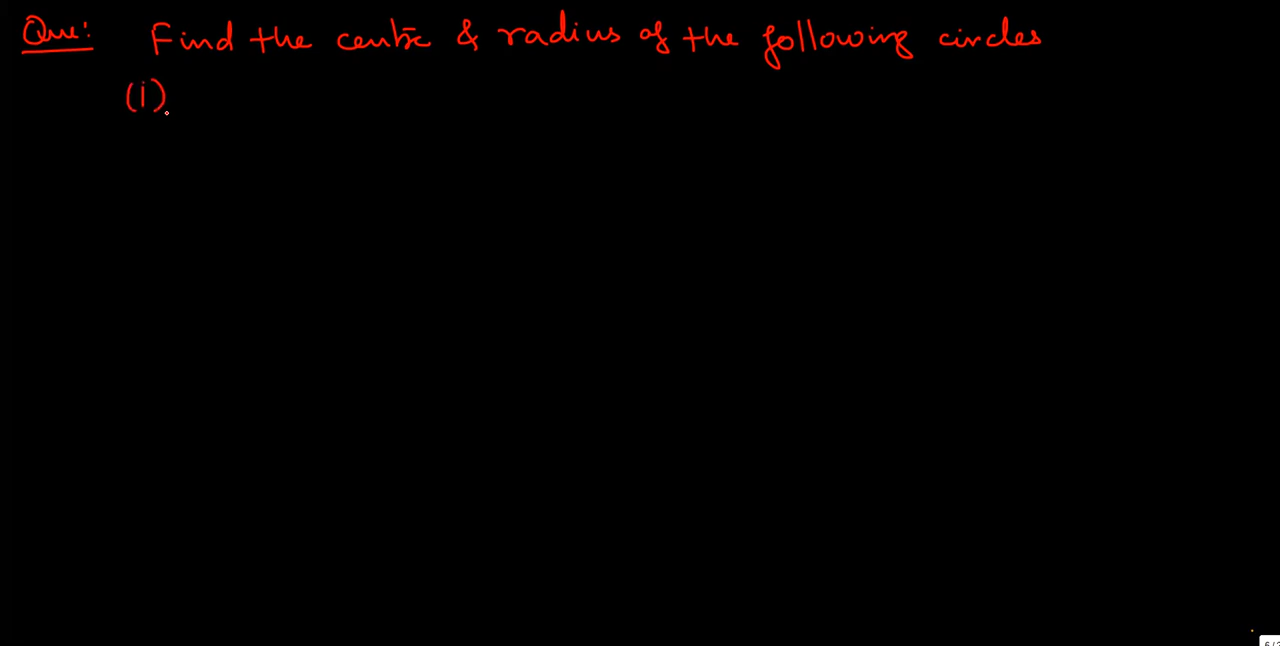 Que: Find the centre & radius of the following circles
(i)